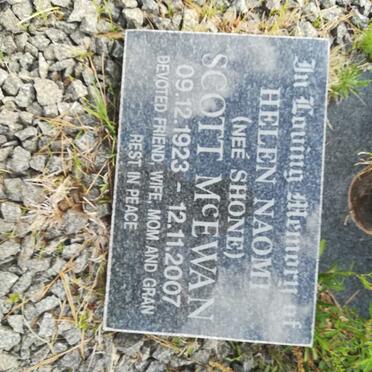 In Loving Memory of
HELEN NAOMI
(NEÉ SHONE)
SCOTT McEWAN
09.12.1923 - 12.11.2007
DEVOTED FRIEND, WIFE, MOM AND GRAN
REST IN PEACE